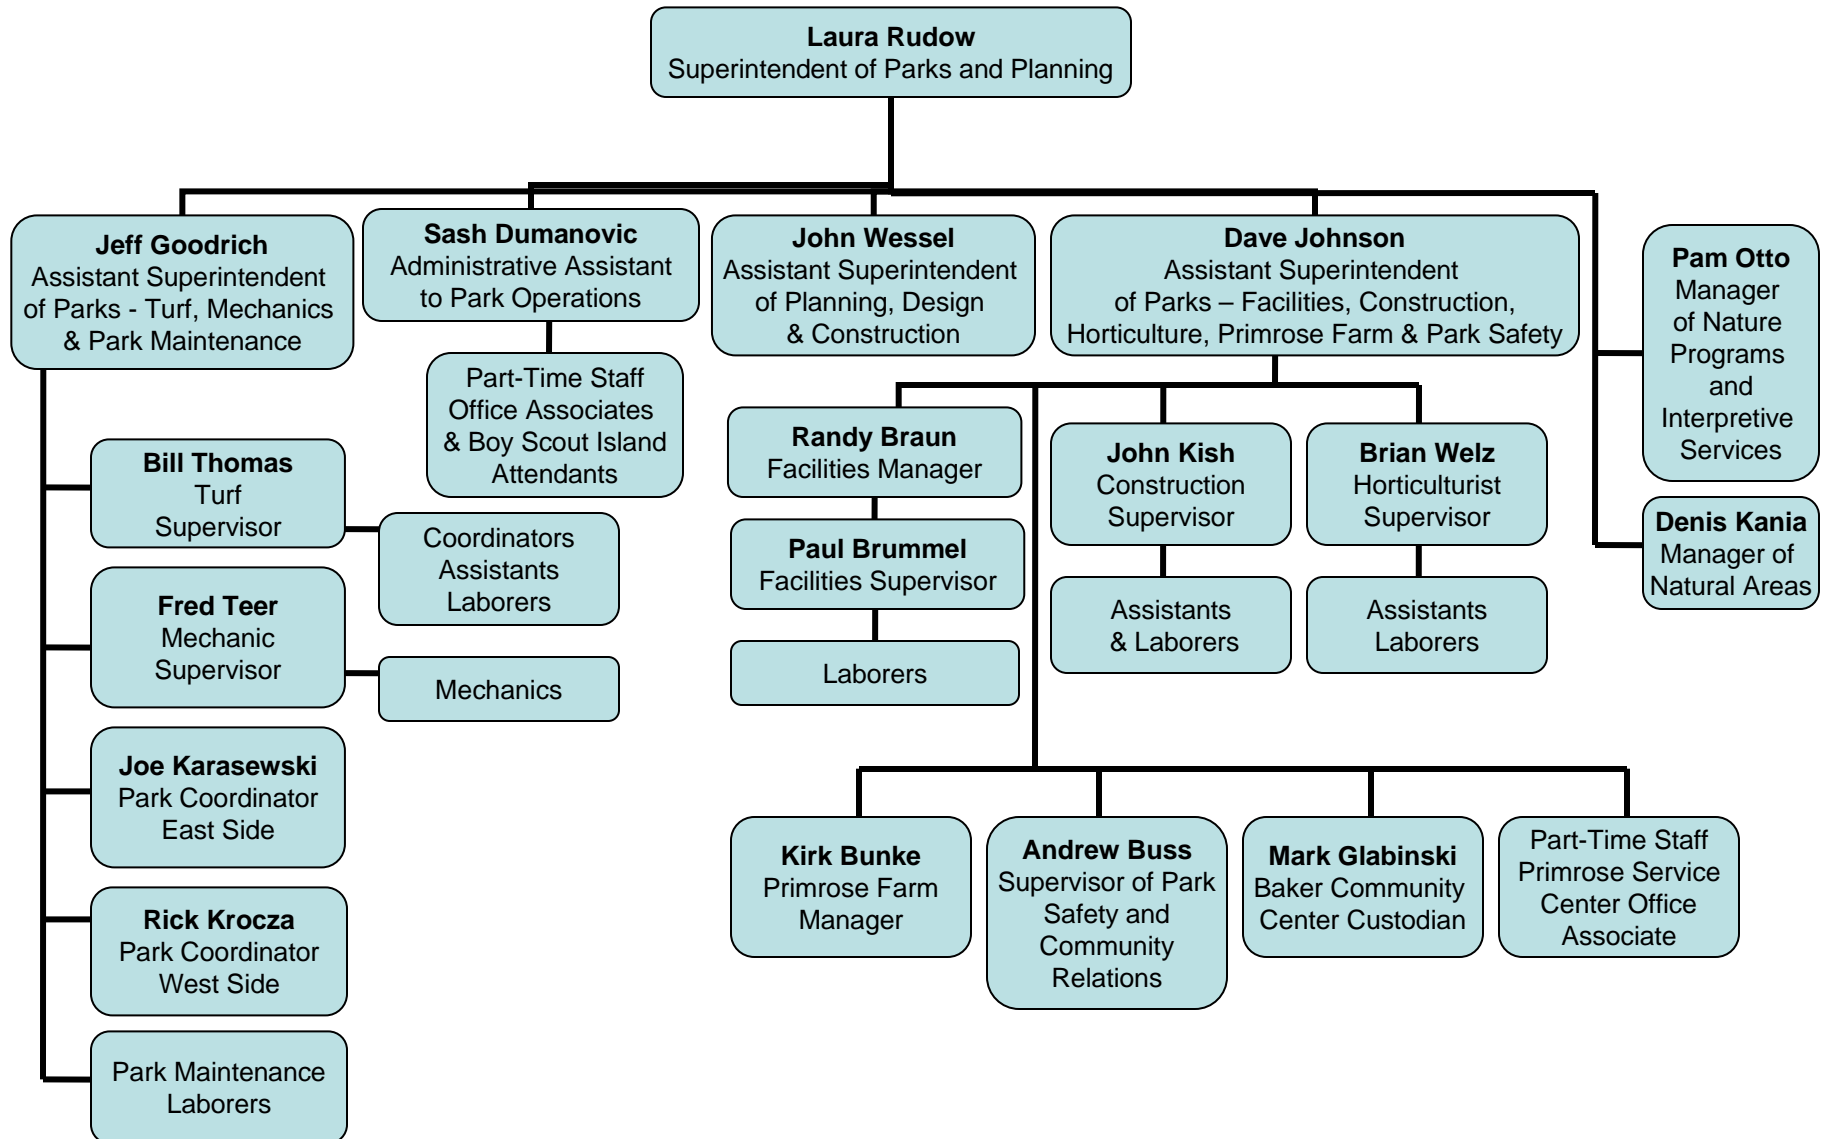 Laura Rudow
Superintendent of Parks and Planning
Jeff Goodrich
Assistant Superintendent
of Parks - Turf, Mechanics
& Park Maintenance
Sash Dumanovic
Administrative Assistant
to Park Operations
John Wessel
Assistant Superintendent
of Planning, Design
& Construction
Dave Johnson
Assistant Superintendent
of Parks – Facilities, Construction,
Horticulture, Primrose Farm & Park Safety
Pam Otto
Manager
of Nature
Programs
and
Interpretive
Services
Part-Time Staff
Office Associates
& Boy Scout Island
Attendants
Randy Braun
Facilities Manager
John Kish
Construction
Supervisor
Brian Welz
Horticulturist
Supervisor
Bill Thomas
Turf
Supervisor
Coordinators
Assistants
Laborers
Paul Brummel
Facilities Supervisor
Denis Kania
Manager of
Natural Areas
Fred Teer
Mechanic
Supervisor
Mechanics
Laborers
Assistants
& Laborers
Assistants
Laborers
Joe Karasewski
Park Coordinator
East Side
Kirk Bunke
Primrose Farm
Manager
Andrew Buss
Supervisor of Park
Safety and
Community
Relations
Mark Glabinski
Baker Community
Center Custodian
Part-Time Staff
Primrose Service
Center Office
Associate
Rick Krocza
Park Coordinator
West Side
Park Maintenance
Laborers